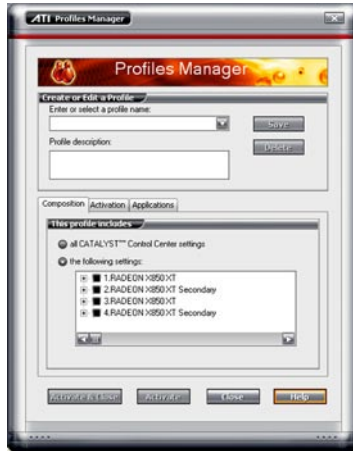 ATI Profiles Manager
Profiles Manager
Create or Edit a Profile
Enter or select a profile name:
Save
Profile description:
Delete
Composition Activation Applications
This profile includes
all CATALYST™ Control Center settings
the following settings:
1.RADEON X850 XT
2.RADEON X850 XT Secondary
3.RADEON X850 XT
4.RADEON X850 XT Secondary
Activate & Close Activate Close Help